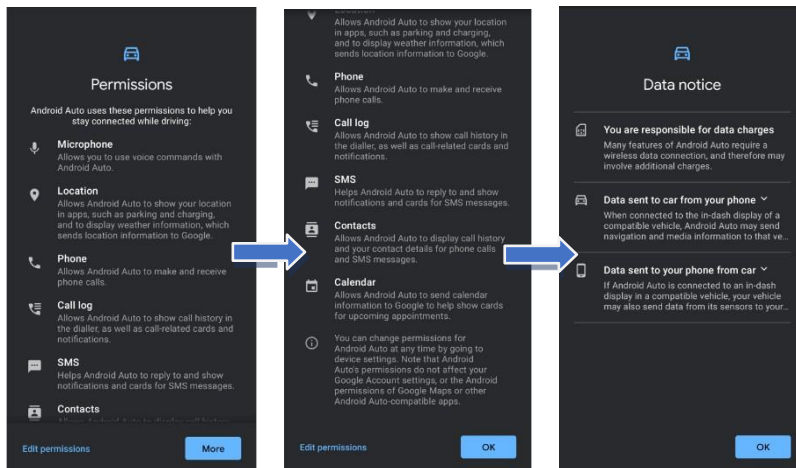 Permissions
Android Auto uses these permissions to help you
stay connected while driving:
Microphone
Allows you to use voice commands with
Android Auto.
Location
Allows Android Auto to show your location
in apps, such as parking and charging,
and to display weather information, which
sends location information to Google.
Phone
Allows Android Auto to make and receive
phone calls.
Call log
Allows Android Auto to show call history in
the dialler, as well as call-related cards and
notifications.
SMS
Helps Android Auto to reply to and show
notifications and cards for SMS messages.
Contacts
Allows Android Auto to display call history
Edit permissions
More
Location
Allows Android Auto to show your location
in apps, such as parking and charging,
and to display weather information, which
sends location information to Google.
Phone
Allows Android Auto to make and receive
phone calls.
Call log
Allows Android Auto to show call history in
the dialler, as well as call-related cards and
notifications.
SMS
Helps Android Auto to reply to and show
notifications and cards for SMS messages.
Contacts
Allows Android Auto to display call history
and your contact details for phone calls
and SMS messages.
Calendar
Allows Android Auto to send calendar
information to Google to help show cards
for upcoming appointments.
You can change permissions for
Android Auto at any time by going to
device settings. Note that Android
Auto's permissions do not affect your
Google Account settings, or the Android
permissions of Google Maps or other
Android Auto-compatible apps.
Edit permissions
OK
Data notice
You are responsible for data charges
Many features of Android Auto require a
wireless data connection, and therefore may
involve additional charges.
Data sent to car from your phone
When connected to the in-dash display of a
compatible vehicle, Android Auto may send
navigation and media information to that ve...
Data sent to your phone from car
If Android Auto is connected to an in-dash
display in a compatible vehicle, your vehicle
may also send data from its sensors to your...
OK